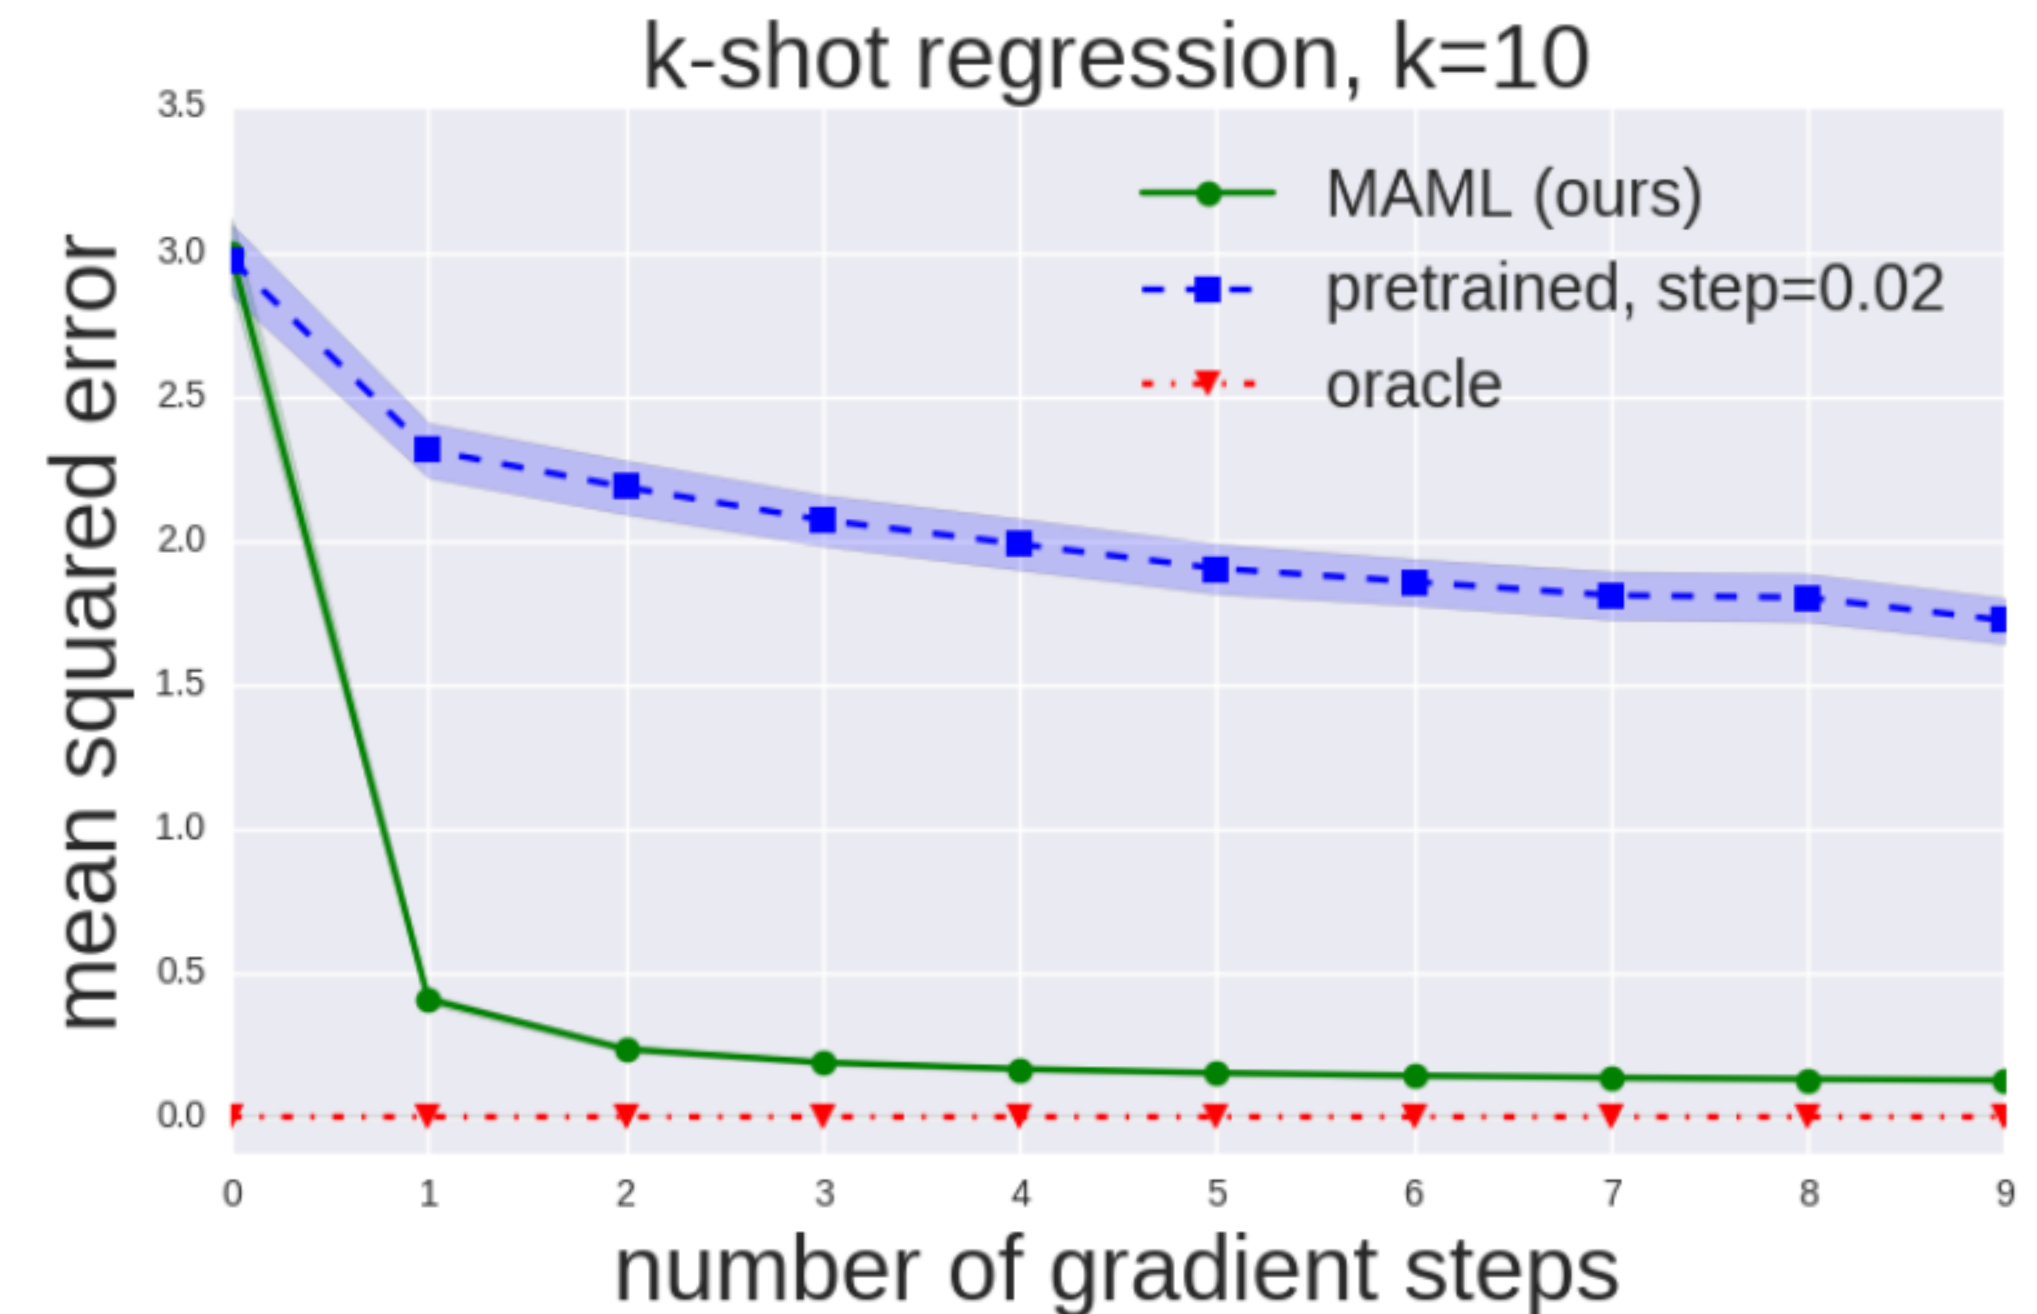 k-shot regression, k=10
3.5
3.0
2.5
2.0
1.5
1.0
0.5
0.0
mean squared error
MAML (ours)
pretrained, step=0.02
oracle
0 1 2 3 4 5 6 7 8 9
number of gradient steps